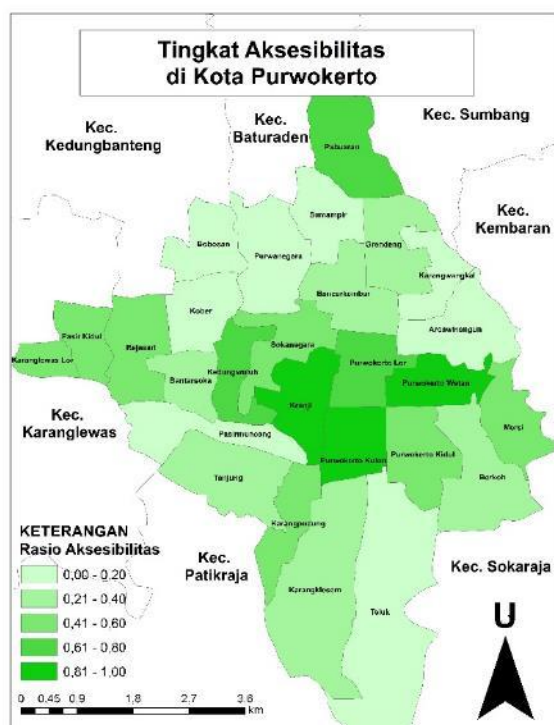 Tingkat Aksesibilitas
di Kota Purwokerto
Kec.
Kedungbanteng
Kec.
Baturaden
Kec. Sumbang
Pabuaran
Kec.
Kembaran
Sumampir
Grendeng
Bobosan
Purwanegara
Karangwangkal
Bancarkembar
Kober
Arcawinangun
Pasir Kidul
Rejasari
Sokanegara
Karanglewas Lor
Purwokerto Lor
Kedungwuluh
Bantarsoka
Purwokerto Wetan
Kranji
Kec.
Karanglewas
Mersi
Pasirmuncang
Purwokerto Kulon
Purwokerto Kidul
Tanjung
Berkoh
Karangpucung
KETERANGAN
Rasio Aksesibilitas
0,00 - 0,20
0,21 - 0,40
0,41 - 0,60
0,61 - 0,80
0,81 - 1,00
Kec.
Patikraja
Karangklesem
Teluk
Kec. Sokaraja
U
0 0.45 0.9 1.8 2.7 3.6
km